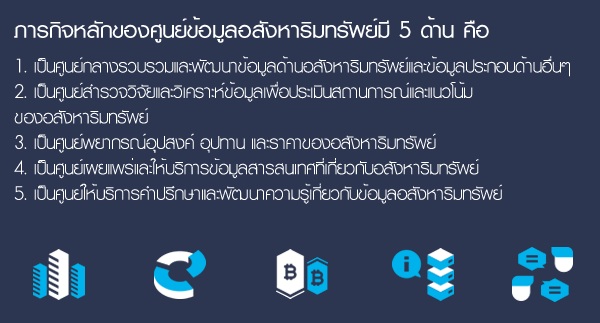 ภารกิจหลักของศูนย์ข้อมูลอสังหาริมทรัพย์มี 5 ด้าน คือ
1. เป็นศูนย์กลางรวบรวมและพัฒนาข้อมูลด้านอสังหาริมทรัพย์และข้อมูลประกอบด้านอื่นๆ
2. เป็นศูนย์สำรวจวิจัยและวิเคราะห์ข้อมูลเพื่อประเมินสถานการณ์และแนวโน้ม
ของอสังหาริมทรัพย์
3. เป็นศูนย์พยากรณ์อุปสงค์ อุปทาน และราคาของอสังหาริมทรัพย์
4. เป็นศูนย์เผยแพร่และให้บริการข้อมูลสารสนเทศที่เกี่ยวกับอสังหาริมทรัพย์
5. เป็นศูนย์ให้บริการคำปรึกษาและพัฒนาความรู้เกี่ยวกับข้อมูลอสังหาริมทรัพย์